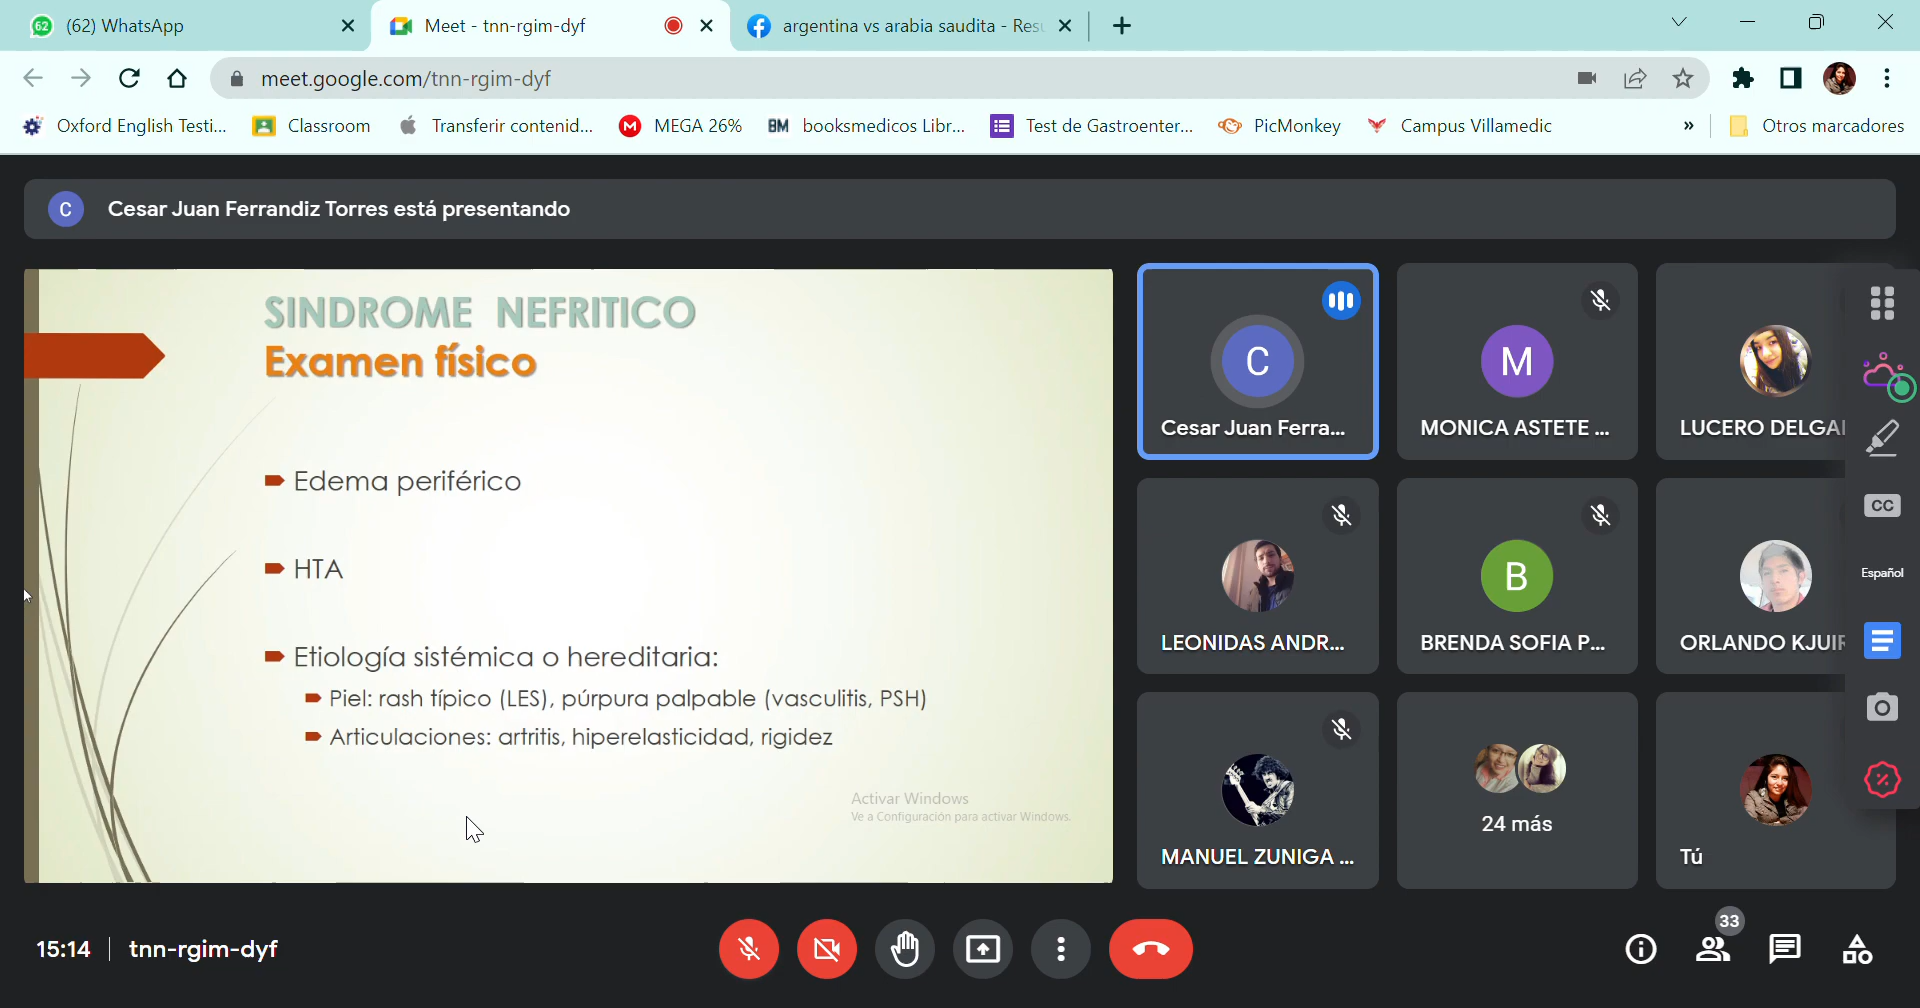 62
(62) WhatsApp
Meet - tnn-rgim-dyf
argentina vs arabia saudita - Resu
meet.google.com/tnn-rgim-dyf
Oxford English Testi...
Classroom
Transferir contenid...
M
MEGA 26%
BM
booksmedicos Libr...
Test de Gastroenter...
PicMonkey
Campus Villamedic
»
Otros marcadores
C
Cesar Juan Ferrandiz Torres está presentando
SINDROME NEFRITICO
Examen físico
Edema periférico
HTA
Etiología sistémica o hereditaria:
Piel: rash típico (LES), púrpura palpable (vasculitis, PSH)
Articulaciones: artritis, hiperelasticidad, rigidez
Activar Windows
Ve a Configuración para activar Windows.
C
Cesar Juan Ferra...
M
MONICA ASTETE ...
LUCERO DELGA
LEONIDAS ANDR...
B
BRENDA SOFIA P...
ORLANDO KJUIR
MANUEL ZUNIGA ...
24 más
Tú
CC
Español
15:14
tnn-rgim-dyf
33